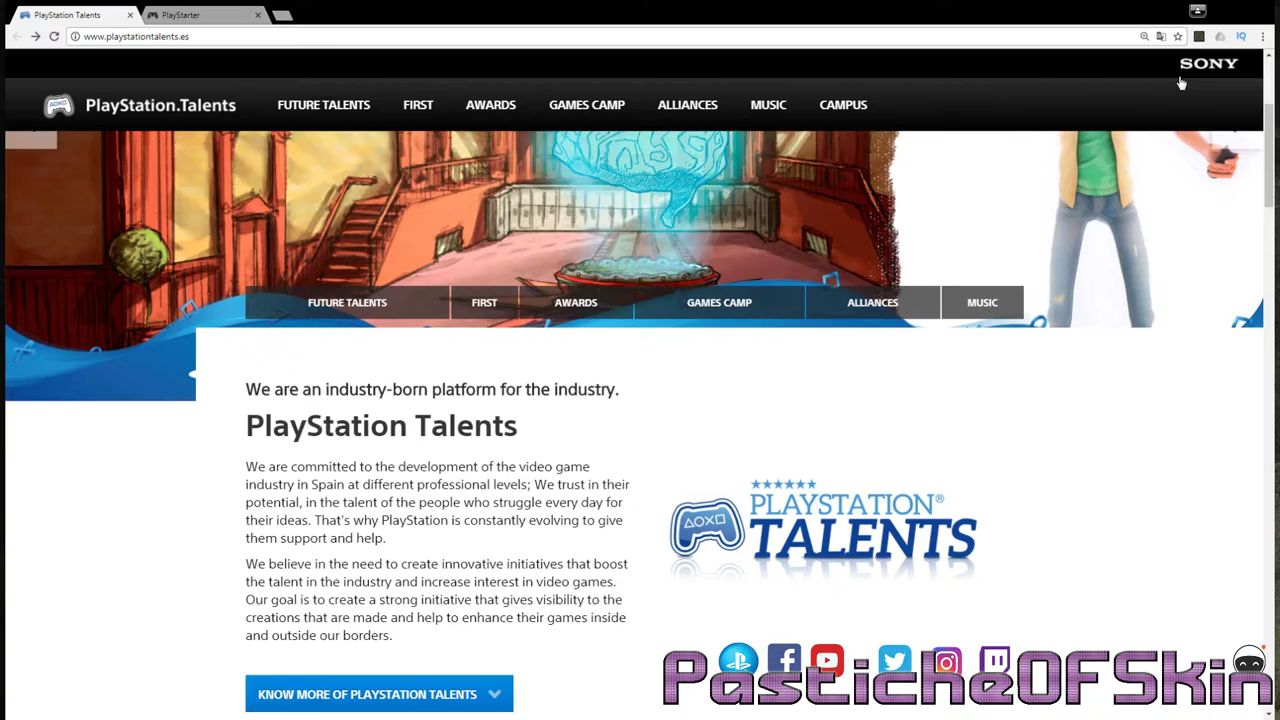 PlayStation Talents
PlayStarter
www.playstationtalents.es
SONY
PlayStation.Talents
FUTURE TALENTS FIRST AWARDS GAMES CAMP ALLIANCES MUSIC CAMPUS
FUTURE TALENTS FIRST AWARDS GAMES CAMP ALLIANCES MUSIC
We are an industry-born platform for the industry.
PlayStation Talents
We are committed to the development of the video game
industry in Spain at different professional levels; We trust in their
potential, in the talent of the people who struggle every day for
their ideas. That's why PlayStation is constantly evolving to give
them support and help.
We believe in the need to create innovative initiatives that boost
the talent in the industry and increase interest in video games.
Our goal is to create a strong initiative that gives visibility to the
creations that are made and help to enhance their games inside
and outside our borders.
PLAYSTATION®
TALENTS
KNOW MORE OF PLAYSTATION TALENTS
PasticheOFSkin